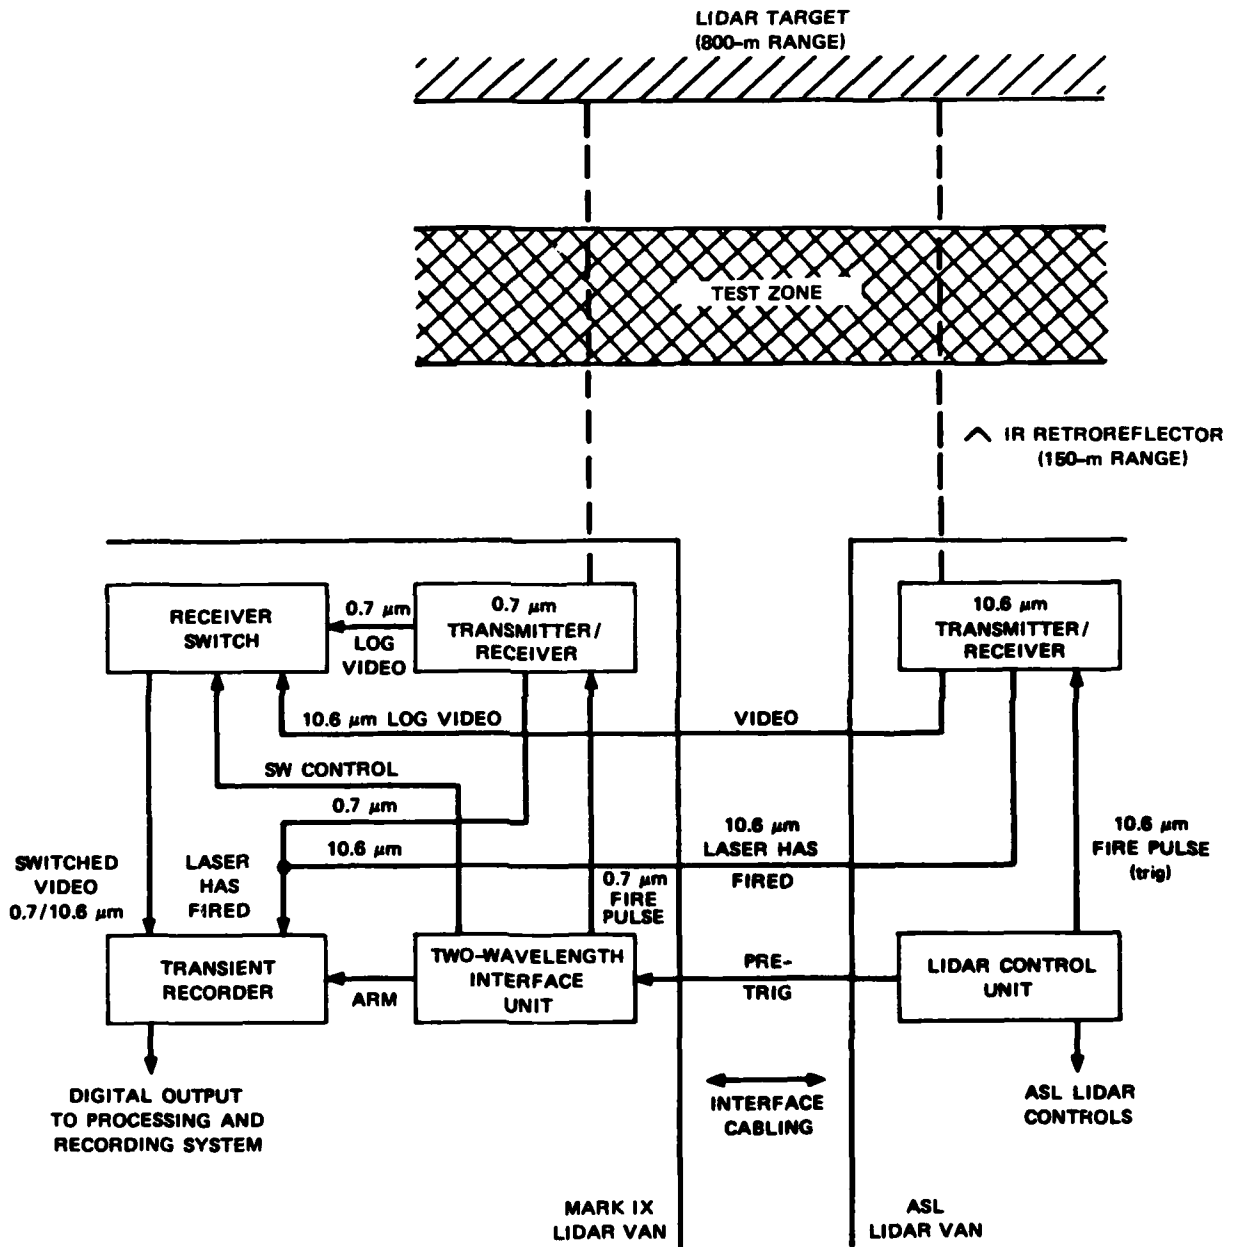 LIDAR TARGET
(800-m RANGE)
TEST ZONE
IR RETROREFLECTOR
(150-m RANGE)
RECEIVER
SWITCH
0.7 µm
LOG
VIDEO
0.7 µm
TRANSMITTER/
RECEIVER
10.6 µm
TRANSMITTER/
RECEIVER
10.6 µm LOG VIDEO
VIDEO
SW CONTROL
0.7 µm
10.6 µm
10.6 µm
LASER HAS
FIRED
10.6 µm
FIRE PULSE
(trig)
SWITCHED
VIDEO
0.7/10.6 µm
LASER
HAS
FIRED
0.7 µm
FIRE
PULSE
TRANSIENT
RECORDER
ARM
TWO-WAVELENGTH
INTERFACE
UNIT
PRE-
TRIG
LIDAR CONTROL
UNIT
DIGITAL OUTPUT
TO PROCESSING AND
RECORDING SYSTEM
INTERFACE
CABLING
ASL LIDAR
CONTROLS
MARK IX
LIDAR VAN
ASL
LIDAR VAN